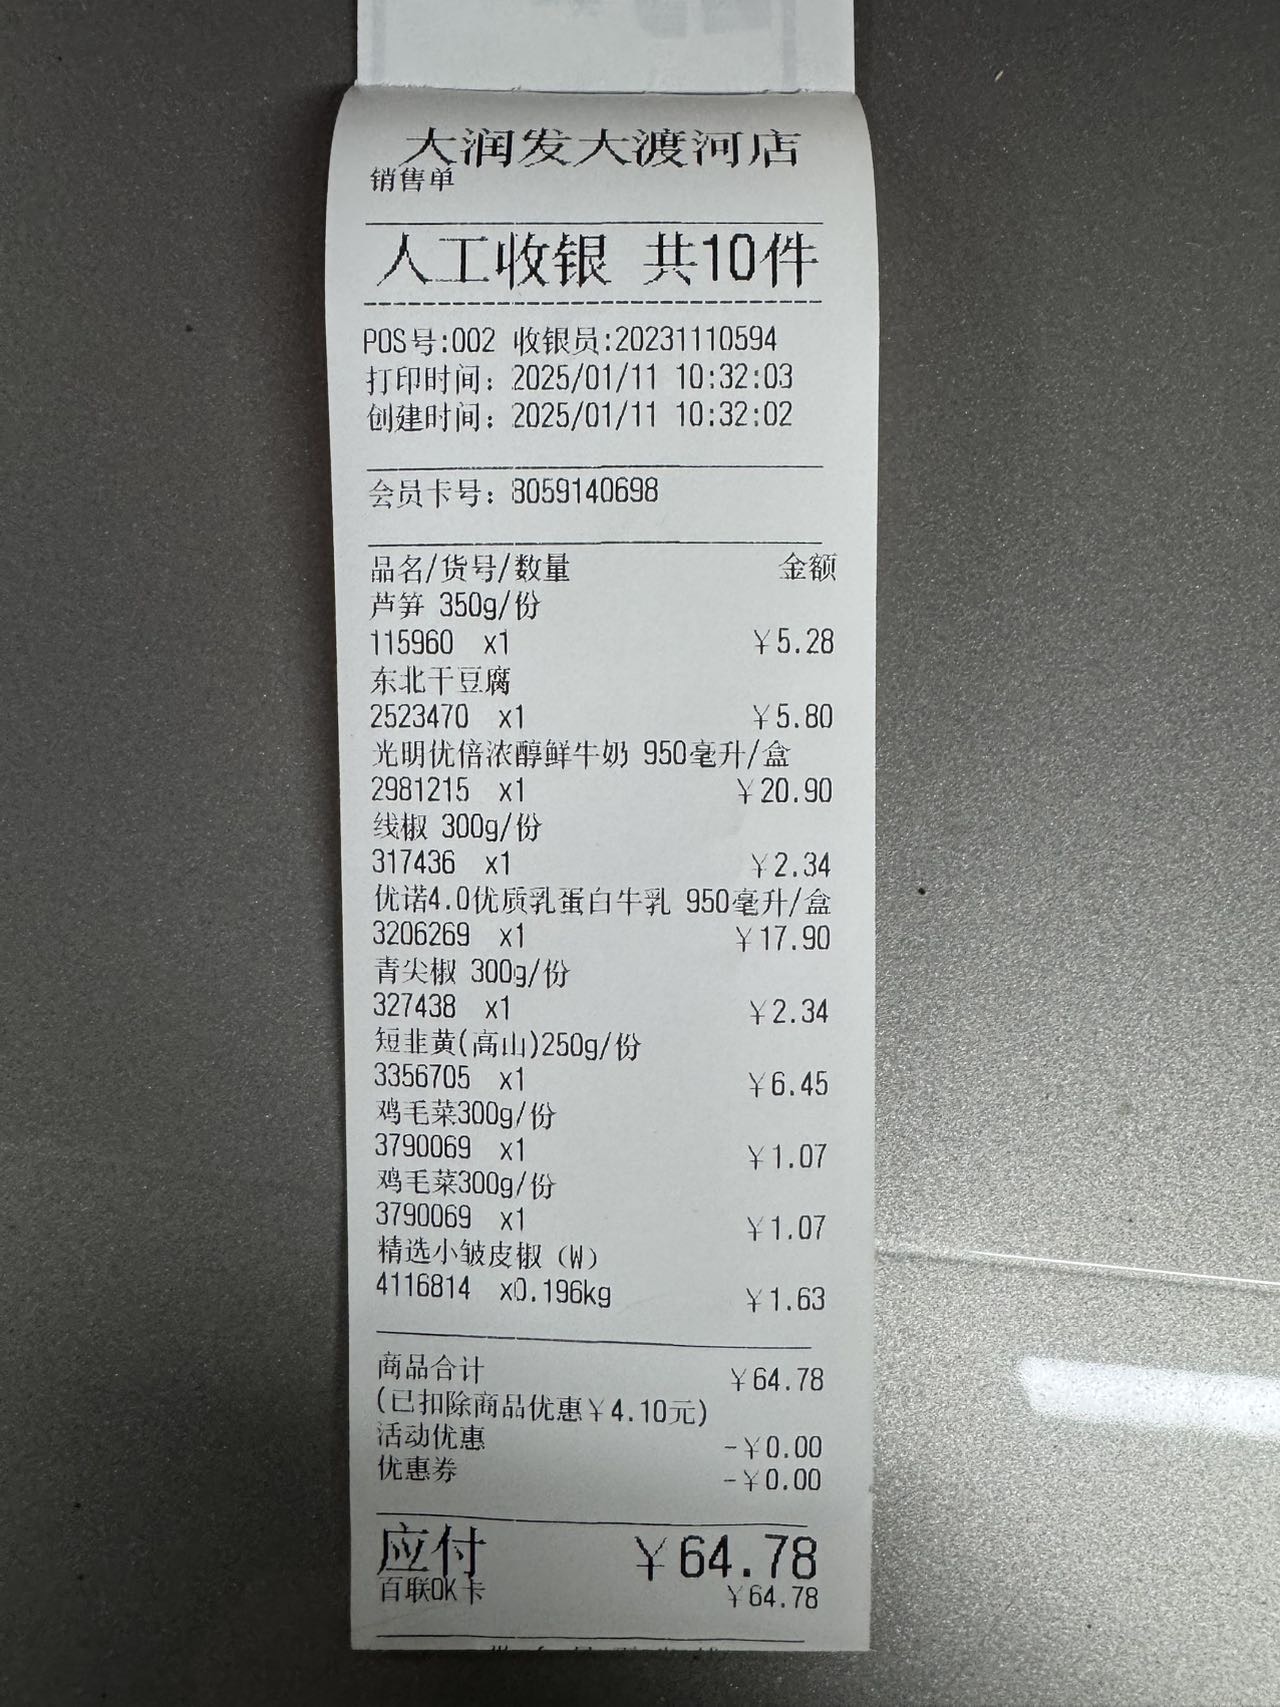 大润发大渡河店
销售单
人工收银 共10件
POS号:002 收银员:20231110594
打印时间: 2025/01/11 10:32:03
创建时间: 2025/01/11 10:32:02
会员卡号: 8059140698
品名/货号/数量 金额
芦笋 350g/份
115960 x1 ￥5.28
东北干豆腐
2523470 x1 ￥5.80
光明优倍浓醇鲜牛奶 950毫升/盒
2981215 x1 ￥20.90
线椒 300g/份
317436 x1 ￥2.34
优诺4.0优质乳蛋白牛乳 950毫升/盒
3206269 x1 ￥17.90
青尖椒 300g/份
327438 x1 ￥2.34
短韭黄(高山)250g/份
3356705 x1 ￥6.45
鸡毛菜300g/份
3790069 x1 ￥1.07
鸡毛菜300g/份
3790069 x1 ￥1.07
精选小皱皮椒（W）
4116814 x0.196kg ￥1.63
商品合计 ￥64.78
(已扣除商品优惠￥4.10元)
活动优惠 -￥0.00
优惠券 -￥0.00
应付 ￥64.78
百联OK卡 ￥64.78